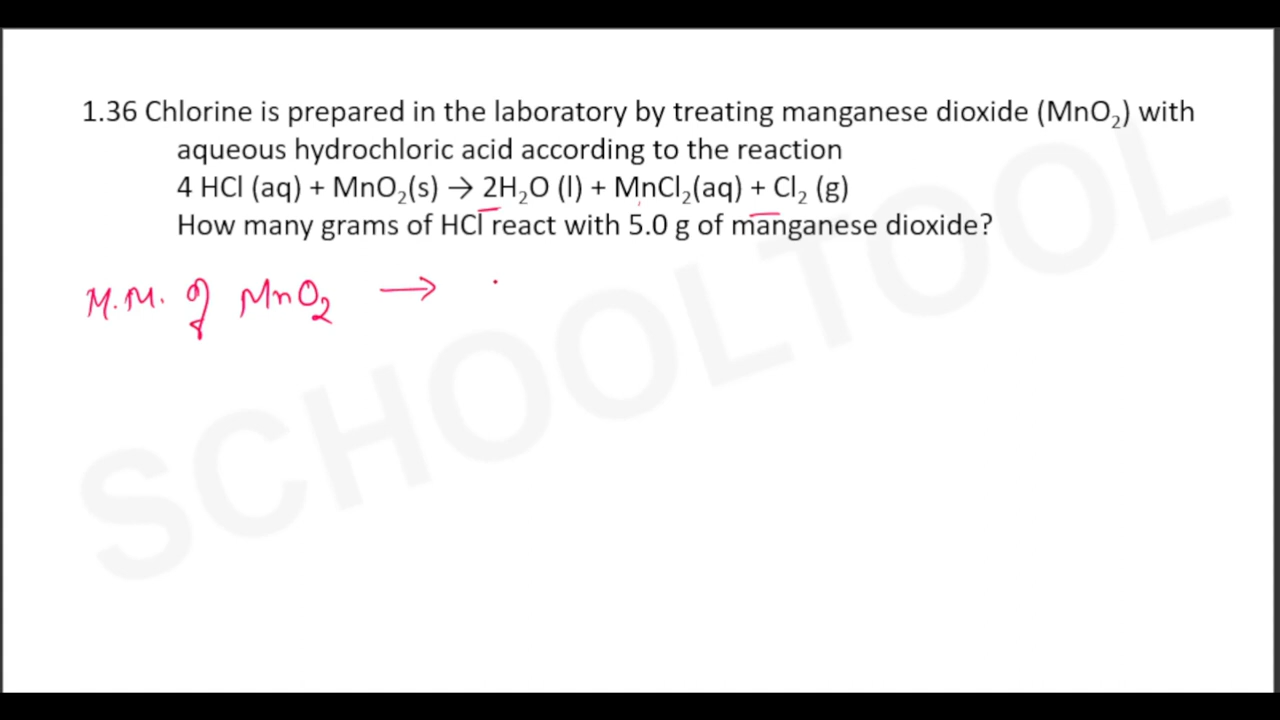 1.36 Chlorine is prepared in the laboratory by treating manganese dioxide (MnO₂) with
aqueous hydrochloric acid according to the reaction
4 HCl (aq) + MnO₂(s) → 2H₂O (l) + MnCl₂(aq) + Cl₂ (g)
How many grams of HCl react with 5.0 g of manganese dioxide?
M.M. of MnO₂ →
SCHOOLTOOL